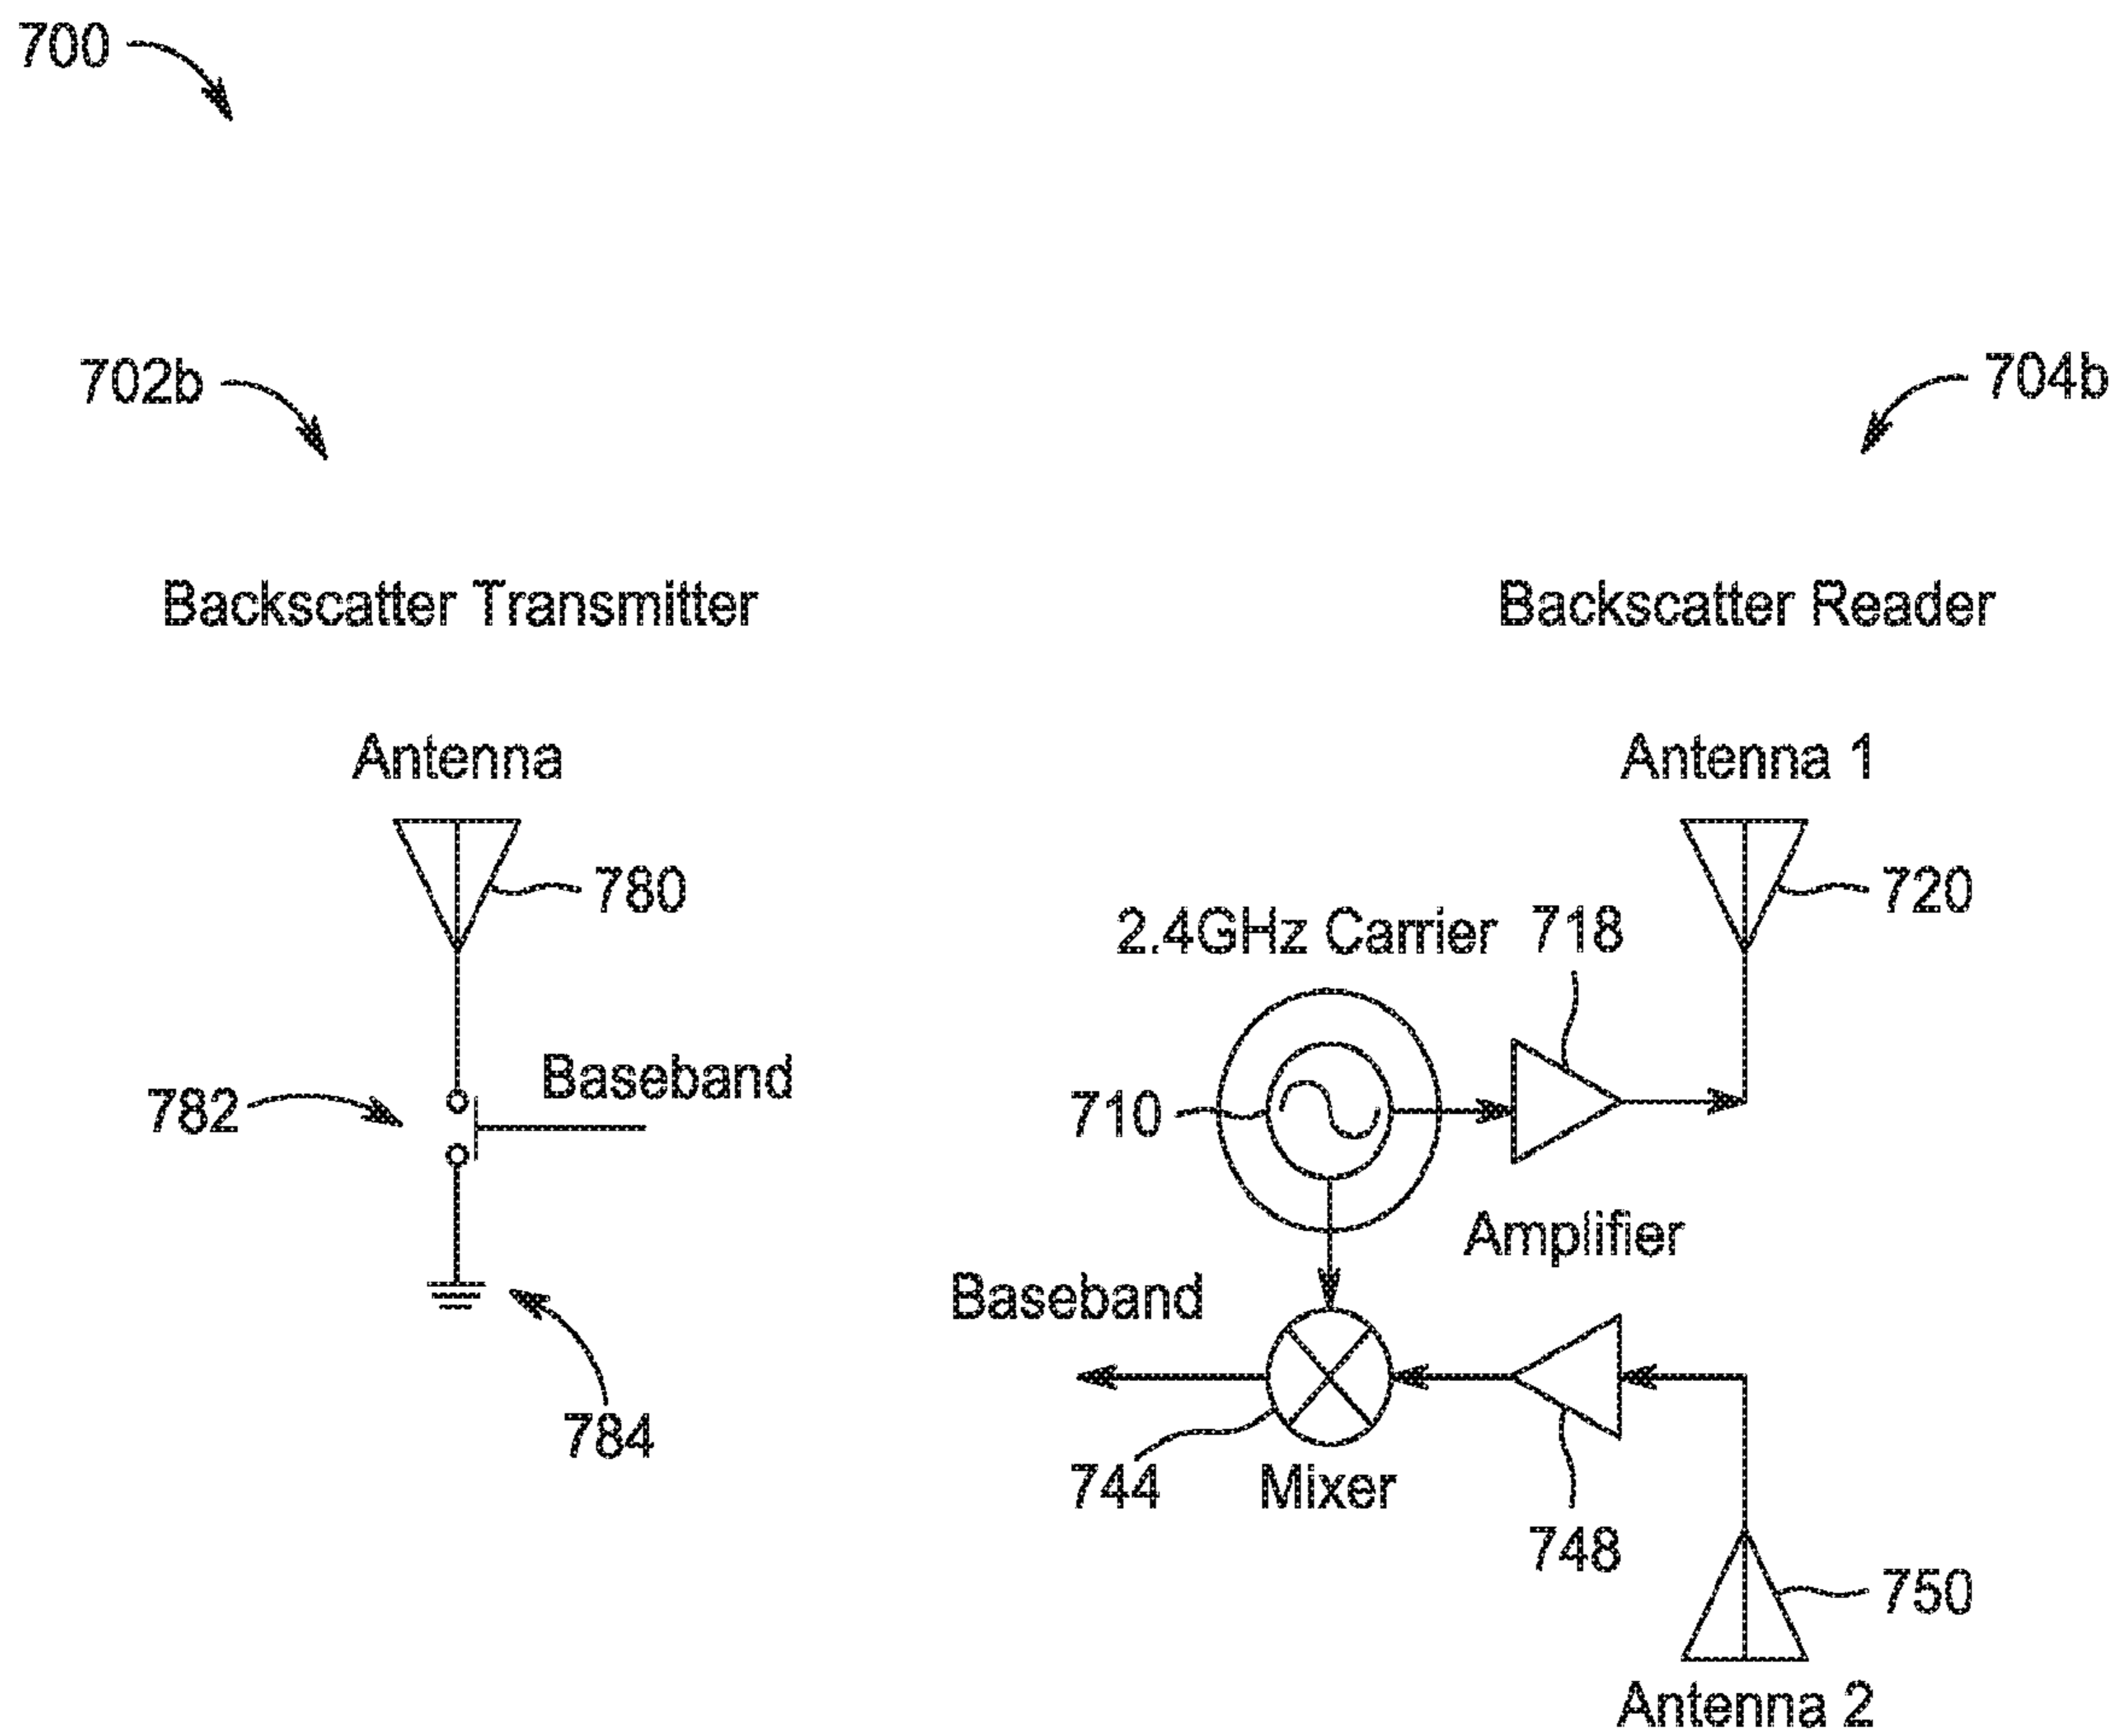 700
702b
704b
Backscatter Transmitter
Backscatter Reader
Antenna
Antenna 1
780
720
2.4GHz Carrier
718
782
Baseband
710
Amplifier
Baseband
784
744
Mixer
748
750
Antenna 2